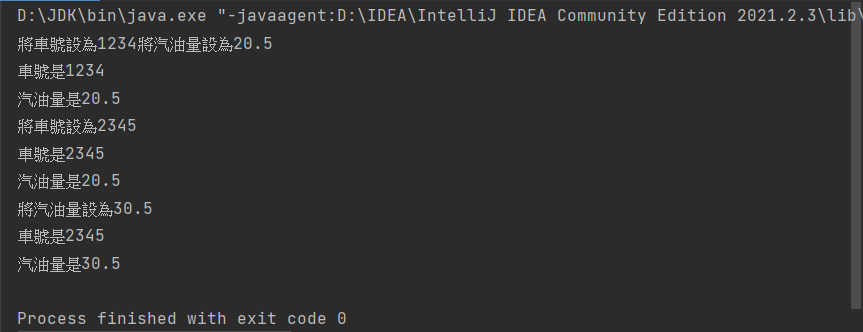 D:\JDK\bin\java.exe "-javaagent:D:\IDEA\IntelliJ IDEA Community Edition 2021.2.3\lib\
將車號設為1234將汽油量設為20.5
車號是1234
汽油量是20.5
將車號設為2345
車號是2345
汽油量是20.5
將汽油量設為30.5
車號是2345
汽油量是30.5
Process finished with exit code 0